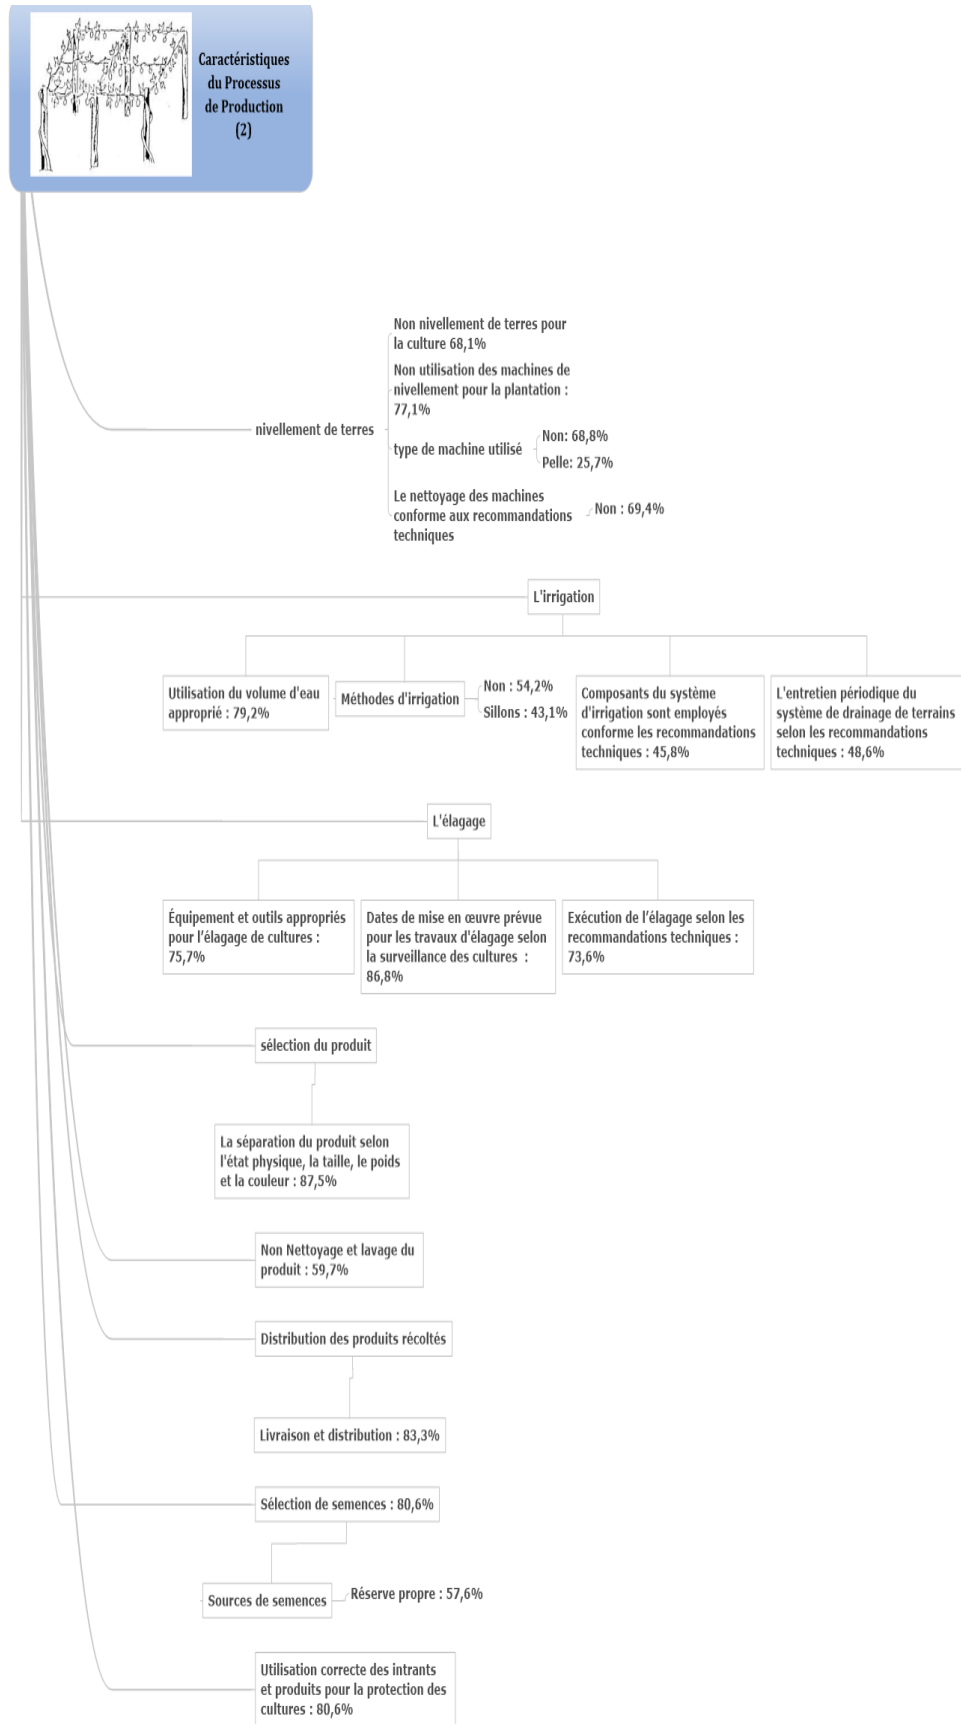 Caractéristiques
du Processus
de Production
(2)
Non nivellement de terres pour
la culture 68,1%
Non utilisation des machines de
nivellement pour la plantation :
77,1%
nivellement de terres
type de machine utilisé
Non: 68,8%
Pelle: 25,7%
Le nettoyage des machines
conforme aux recommandations
techniques
Non : 69,4%
L'irrigation
Utilisation du volume d'eau
approprié : 79,2%
Méthodes d'irrigation
Non : 54,2%
Sillons : 43,1%
Composants du système
d'irrigation sont employés
conforme les recommandations
techniques : 45,8%
L'entretien périodique du
système de drainage de terrains
selon les recommandations
techniques : 48,6%
L'élagage
Équipement et outils appropriés
pour l’élagage de cultures :
75,7%
Dates de mise en œuvre prévue
pour les travaux d'élagage selon
la surveillance des cultures :
86,8%
Exécution de l’élagage selon les
recommandations techniques :
73,6%
sélection du produit
La séparation du produit selon
l'état physique, la taille, le poids
et la couleur : 87,5%
Non Nettoyage et lavage du
produit : 59,7%
Distribution des produits récoltés
Livraison et distribution : 83,3%
Sélection de semences : 80,6%
Sources de semences
Réserve propre : 57,6%
Utilisation correcte des intrants
et produits pour la protection des
cultures : 80,6%